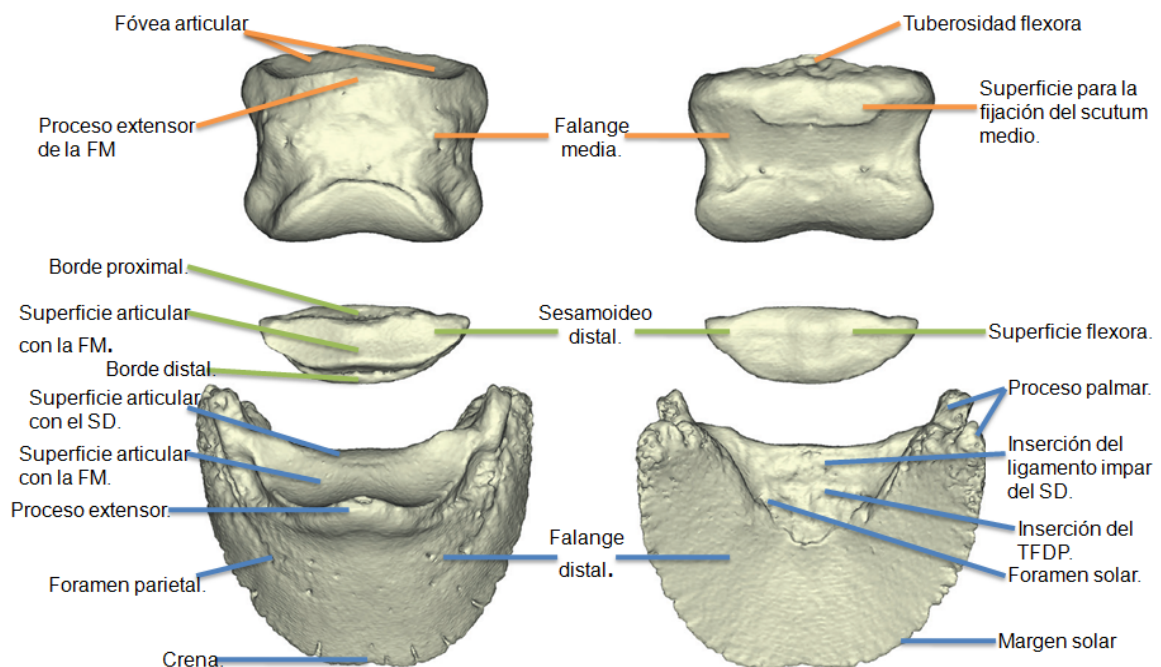 Fóvea articular.
Tuberosidad flexora
Proceso extensor
de la FM
Falange
media.
Superficie para la
fijación del scutum
medio.
Borde proximal.
Superficie articular
con la FM.
Sesamoideo
distal.
Superficie flexora.
Borde distal.
Superficie articular
con el SD.
Proceso palmar.
Superficie articular
con la FM.
Inserción del
ligamento impar
del SD.
Proceso extensor.
Falange
distal.
Inserción del
TFDP.
Foramen parietal.
Foramen solar.
Margen solar
Crena.